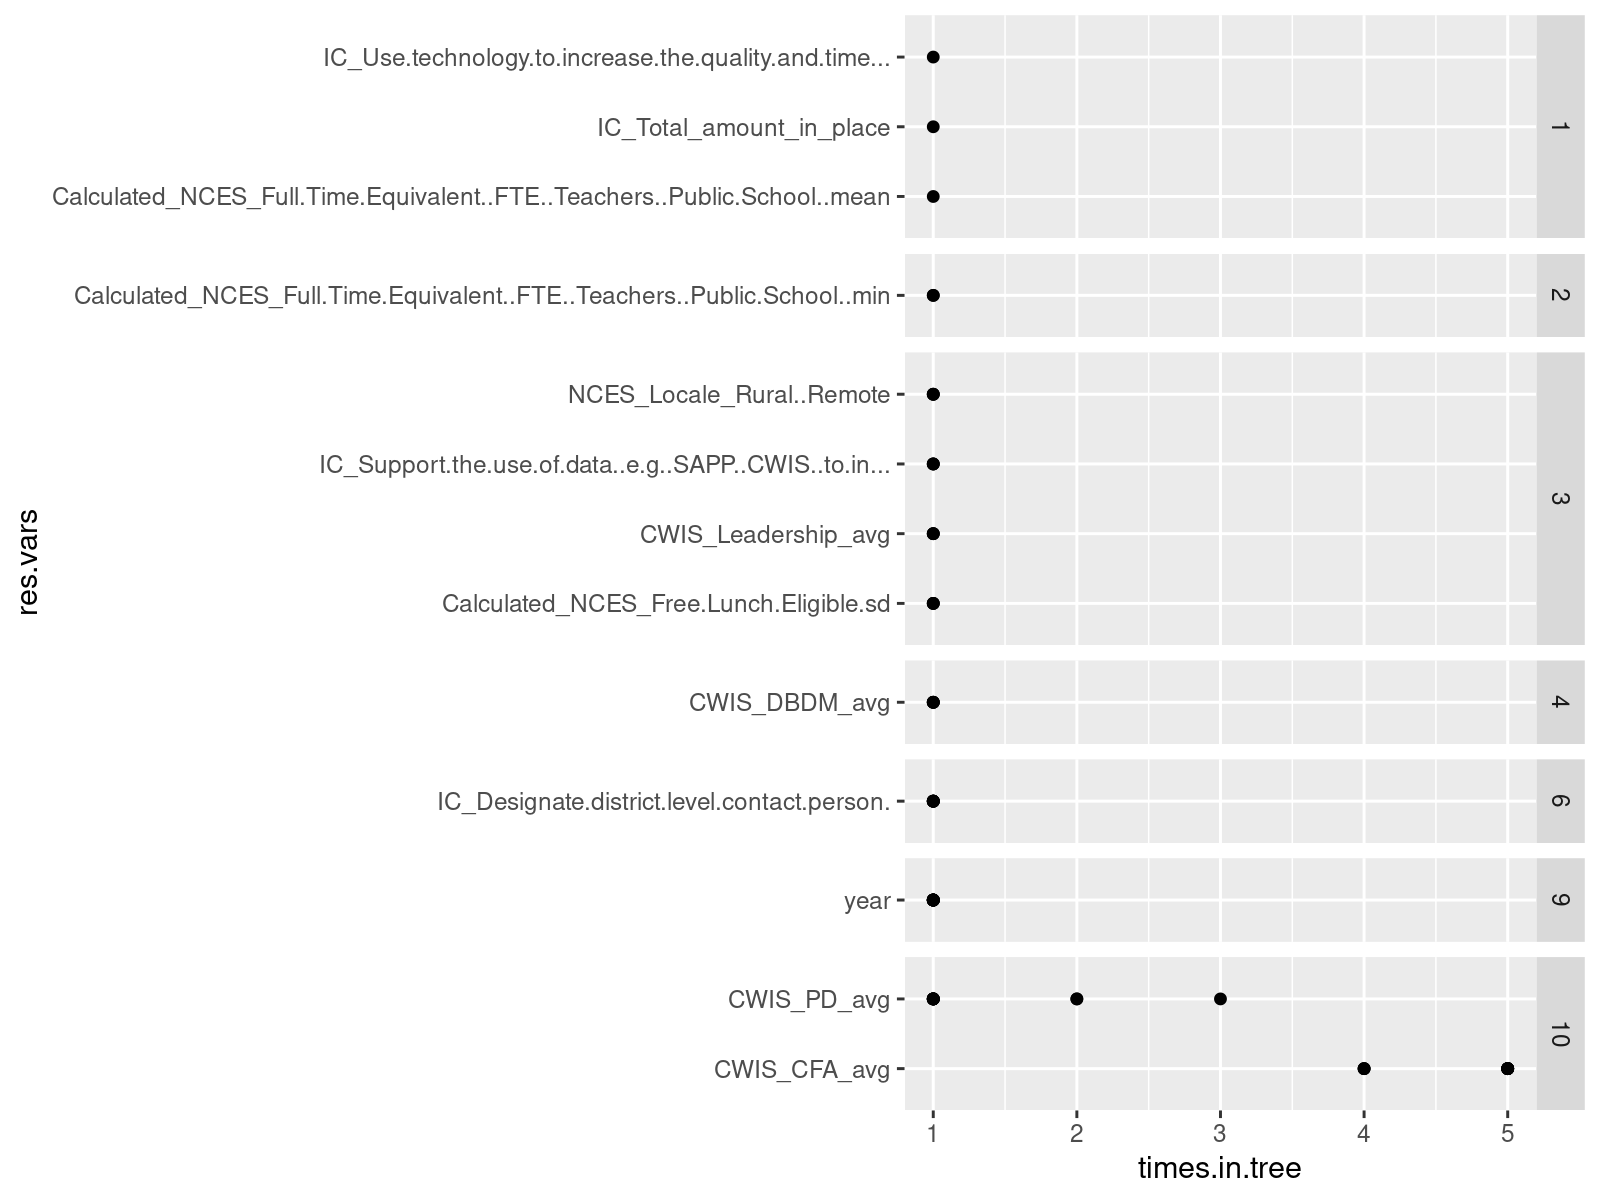 IC_Use.technology.to.increase.the.quality.and.time...
IC_Total_amount_in_place
Calculated_NCES_Full.Time.Equivalent..FTE..Teachers..Public.School..mean
1
Calculated_NCES_Full.Time.Equivalent..FTE..Teachers..Public.School..min
2
NCES_Locale_Rural..Remote
IC_Support.the.use.of.data..e.g..SAPP..CWIS..to.in...
CWIS_Leadership_avg
Calculated_NCES_Free.Lunch.Eligible.sd
3
CWIS_DBDM_avg
4
IC_Designate.district.level.contact.person.
6
year
9
CWIS_PD_avg
CWIS_CFA_avg
10
res.vars
1 2 3 4 5
times.in.tree